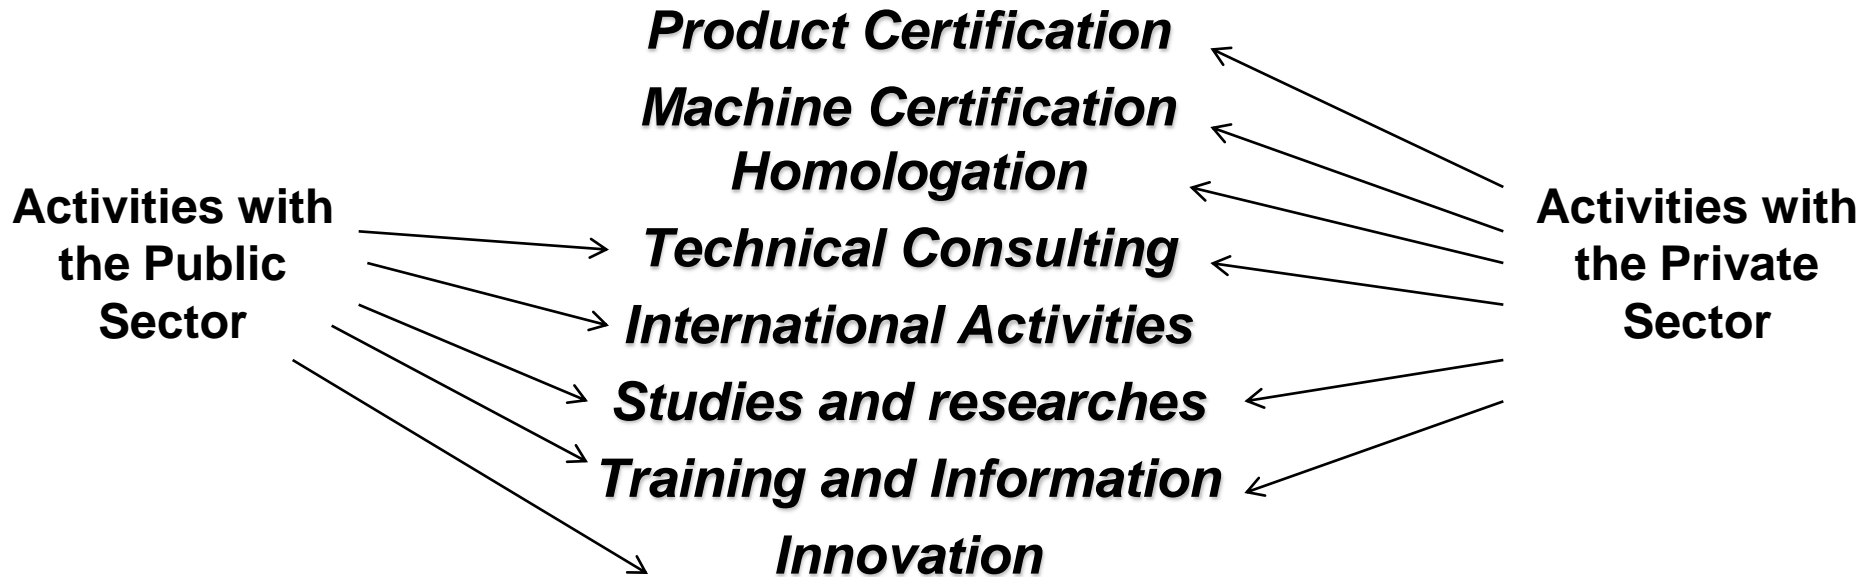 Product Certification
Machine Certification
Homologation
Technical Consulting
International Activities
Studies and researches
Training and Information
Innovation
Activities with
the Public
Sector
Activities with
the Private
Sector